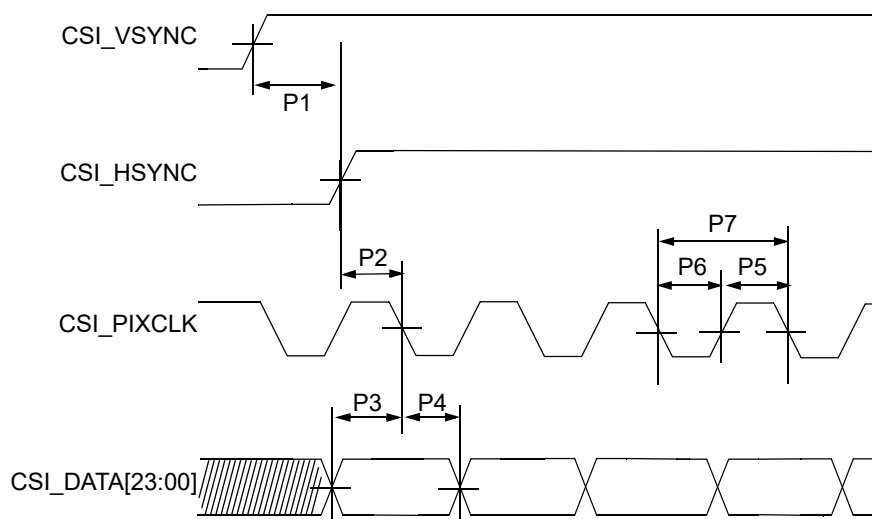 CSI_VSYNC
P1
CSI_HSYNC
P2
P7
P6
P5
CSI_PIXCLK
P3
P4
CSI_DATA[23:00]